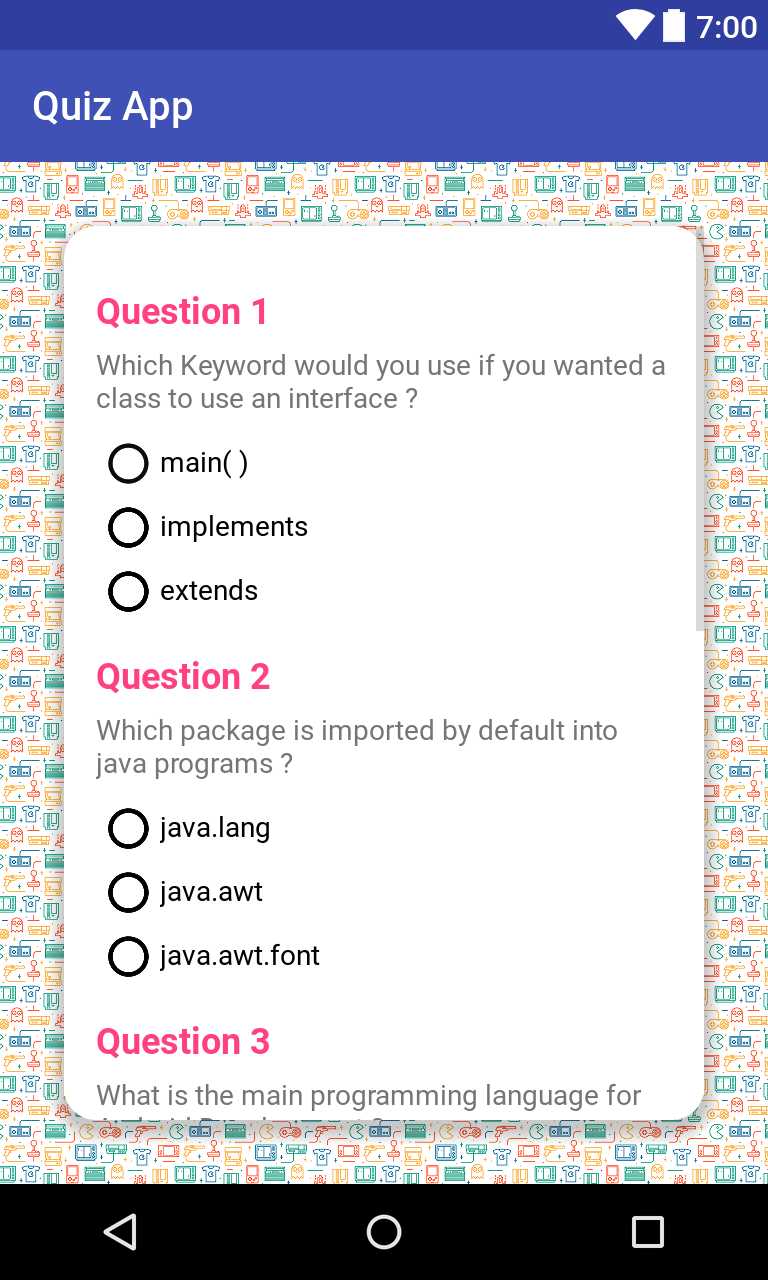 7:00
Quiz App
Question 1
Which Keyword would you use if you wanted a
class to use an interface ?
main( )
implements
extends
Question 2
Which package is imported by default into
java programs ?
java.lang
java.awt
java.awt.font
Question 3
What is the main programming language for